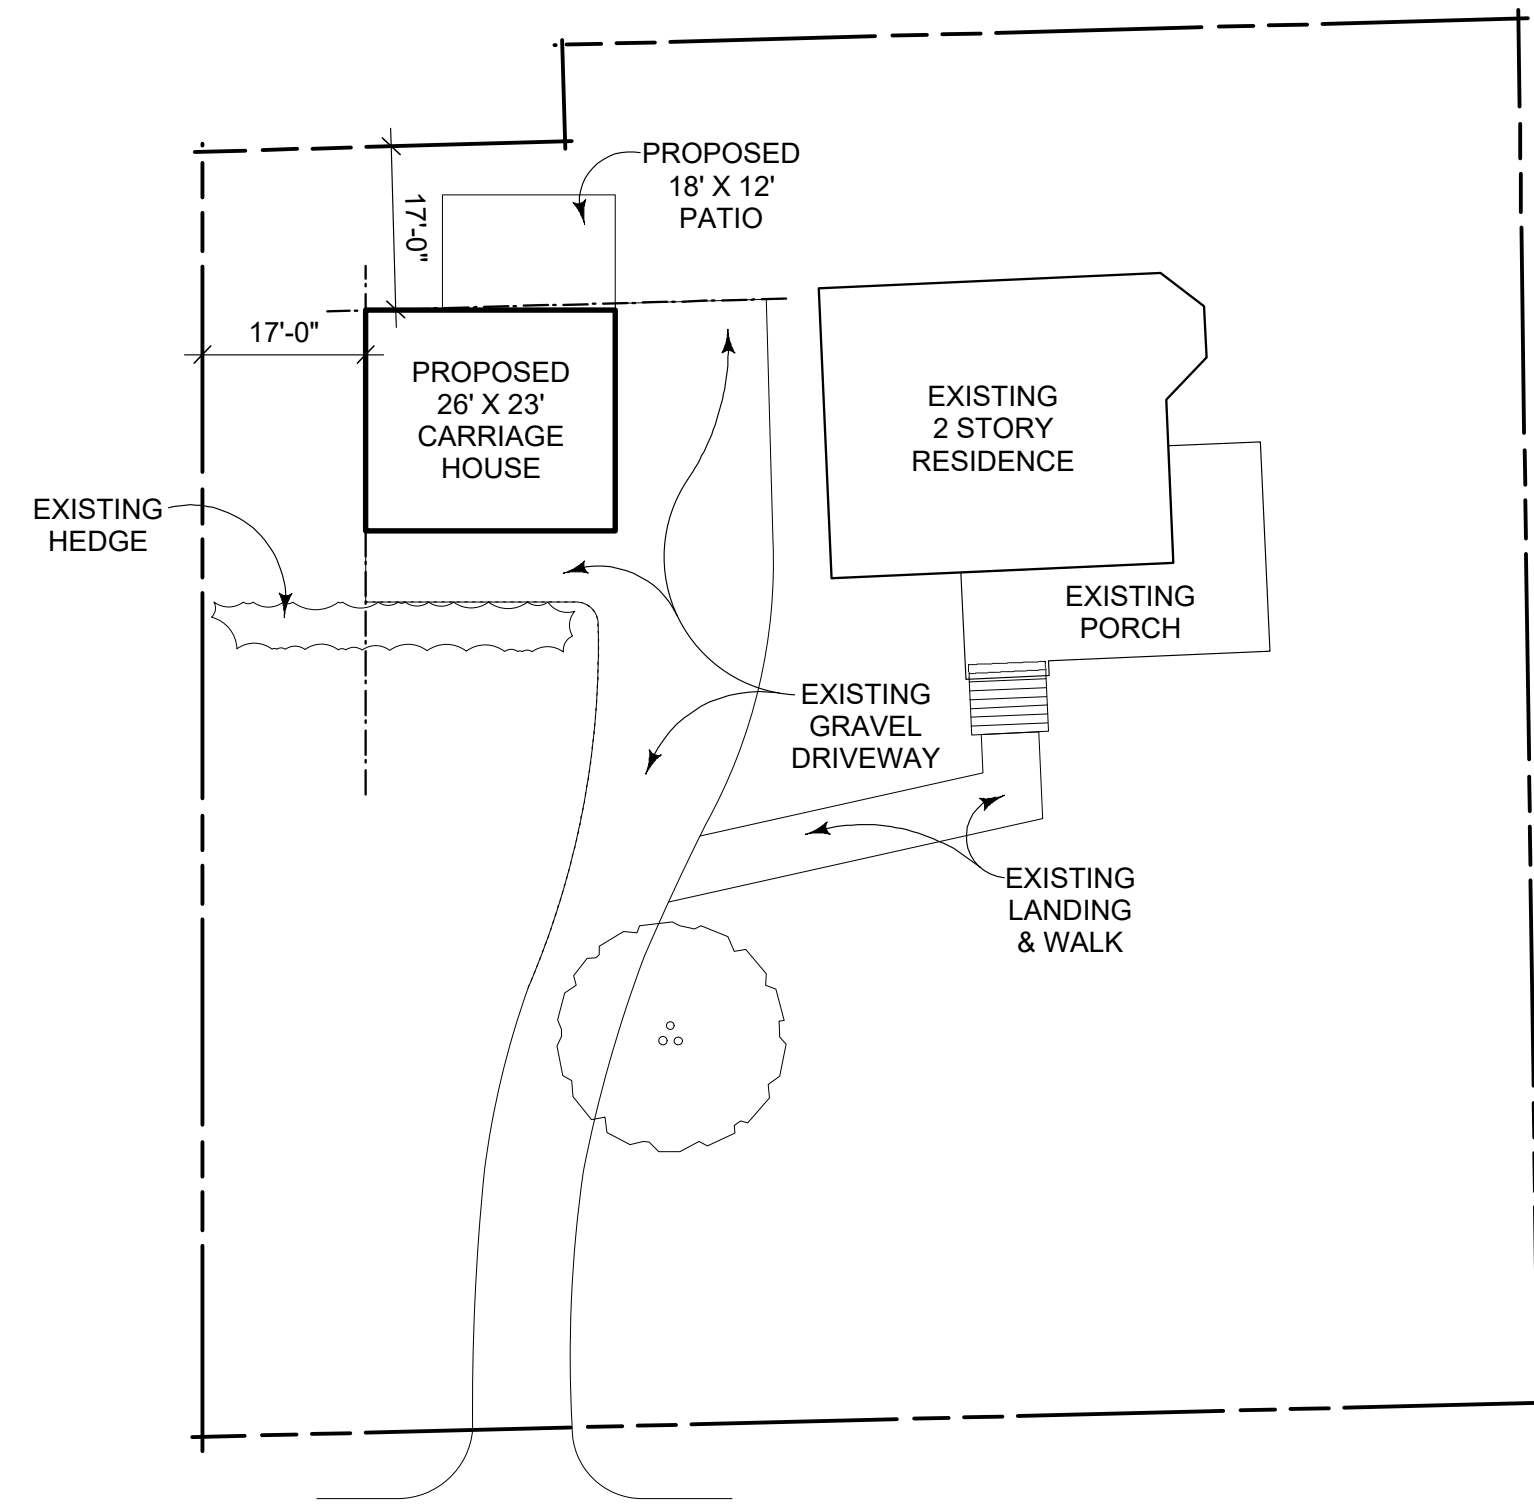 PROPOSED
18' X 12'
PATIO
17'-0"
17'-0"
PROPOSED
26' X 23'
CARRIAGE
HOUSE
EXISTING
2 STORY
RESIDENCE
EXISTING
HEDGE
EXISTING
PORCH
EXISTING
GRAVEL
DRIVEWAY
EXISTING
LANDING
& WALK